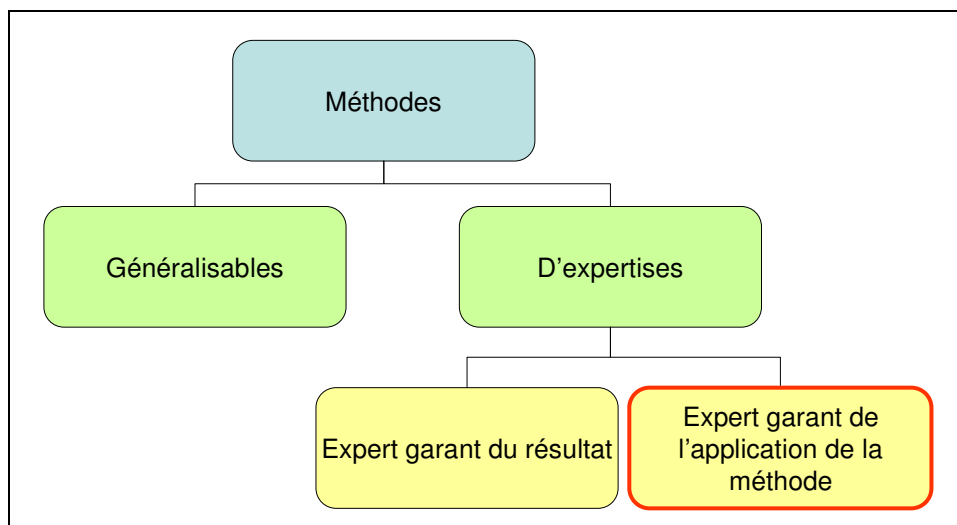 Méthodes
Généralisables
D’expertises
Expert garant du résultat
Expert garant de
l’application de la
méthode